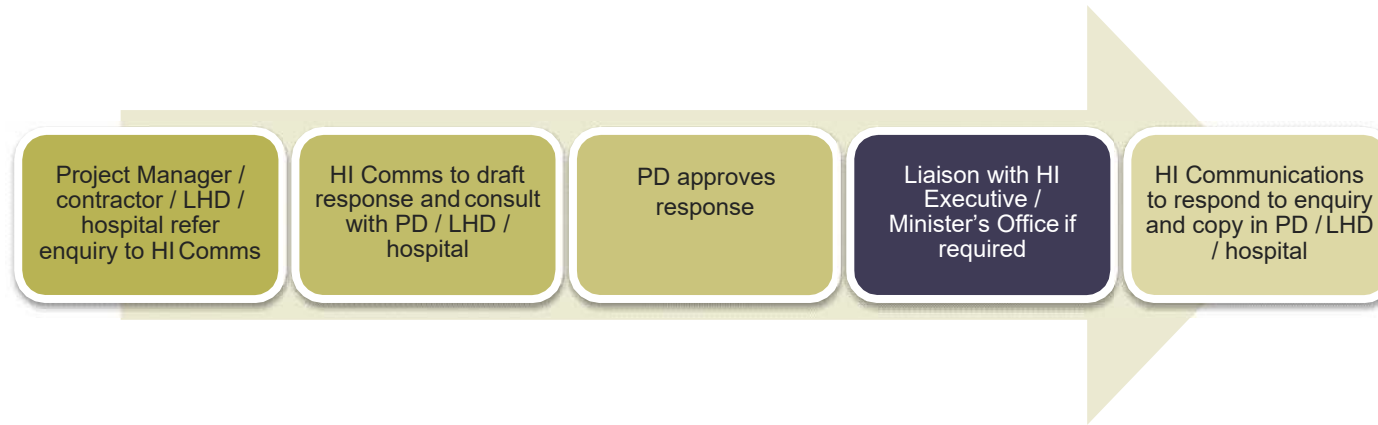 Project Manager /
contractor / LHD /
hospital refer
enquiry to HI Comms
HI Comms to draft
response and consult
with PD / LHD /
hospital
PD approves
response
Liaison with HI
Executive /
Minister’s Office if
required
HI Communications
to respond to enquiry
and copy in PD / LHD
/ hospital